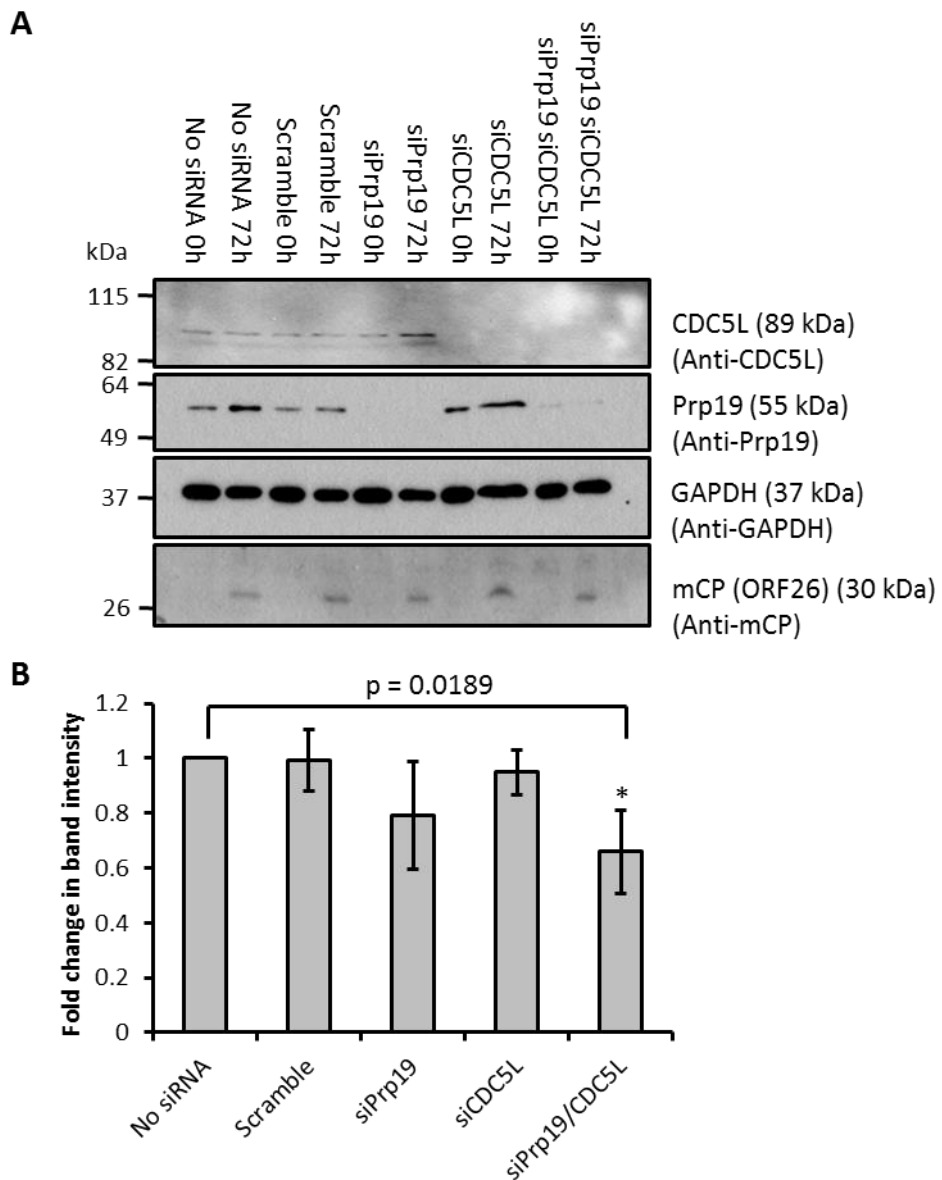 A
No siRNA 0h
No siRNA 72h
Scramble 0h
Scramble 72h
siPrp19 0h
siPrp19 72h
siCDC5L 0h
siCDC5L 72h
siPrp19 siCDC5L 0h
siPrp19 siCDC5L 72h
kDa
115
82
CDC5L (89 kDa)
(Anti-CDC5L)
64
49
Prp19 (55 kDa)
(Anti-Prp19)
37
GAPDH (37 kDa)
(Anti-GAPDH)
26
mCP (ORF26) (30 kDa)
(Anti-mCP)
B
p = 0.0189
Fold change in band intensity
1.2
1
0.8
0.6
0.4
0.2
0
*
No siRNA
Scramble
siPrp19
siCDC5L
siPrp19/CDC5L